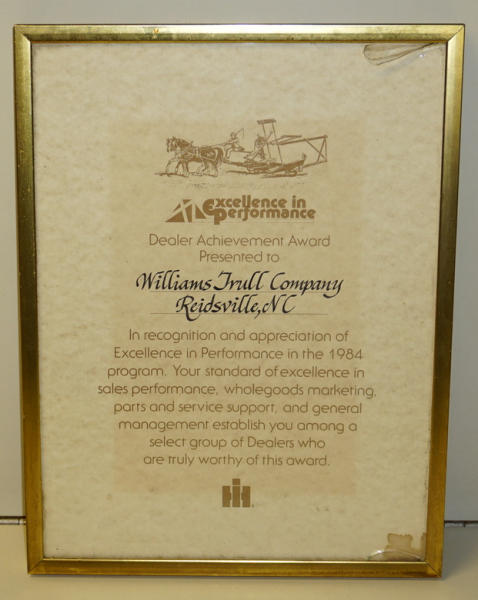 excellence in
performance
Dealer Achievement Award
Presented to
Williams Trull Company
Reidsville, NC
In recognition and appreciation of
Excellence in Performance in the 1984
program. Your standard of excellence in
sales performance, wholegoods marketing,
parts and service support, and general
management establish you among a
select group of Dealers who
are truly worthy of this award.
IH